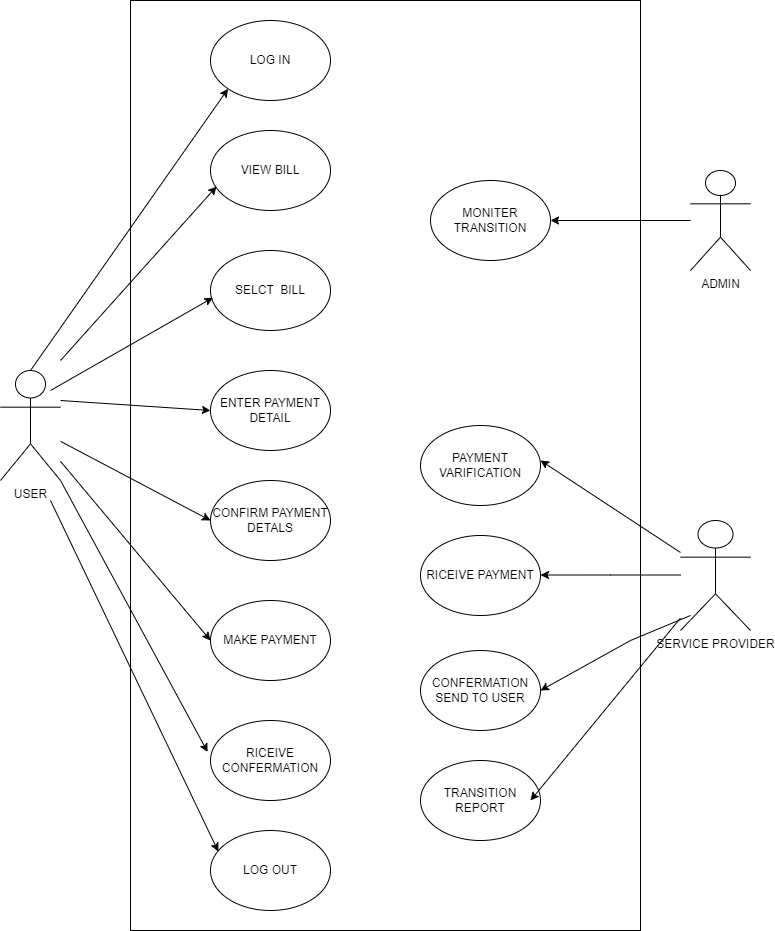 LOG IN
VIEW BILL
SELCT BILL
ENTER PAYMENT
DETAIL
CONFIRM PAYMENT
DETALS
MAKE PAYMENT
RICEIVE
CONFERMATION
LOG OUT
USER
MONITER
TRANSITION
ADMIN
PAYMENT
VARIFICATION
RICEIVE PAYMENT
CONFERMATION
SEND TO USER
TRANSITION
REPORT
SERVICE PROVIDER